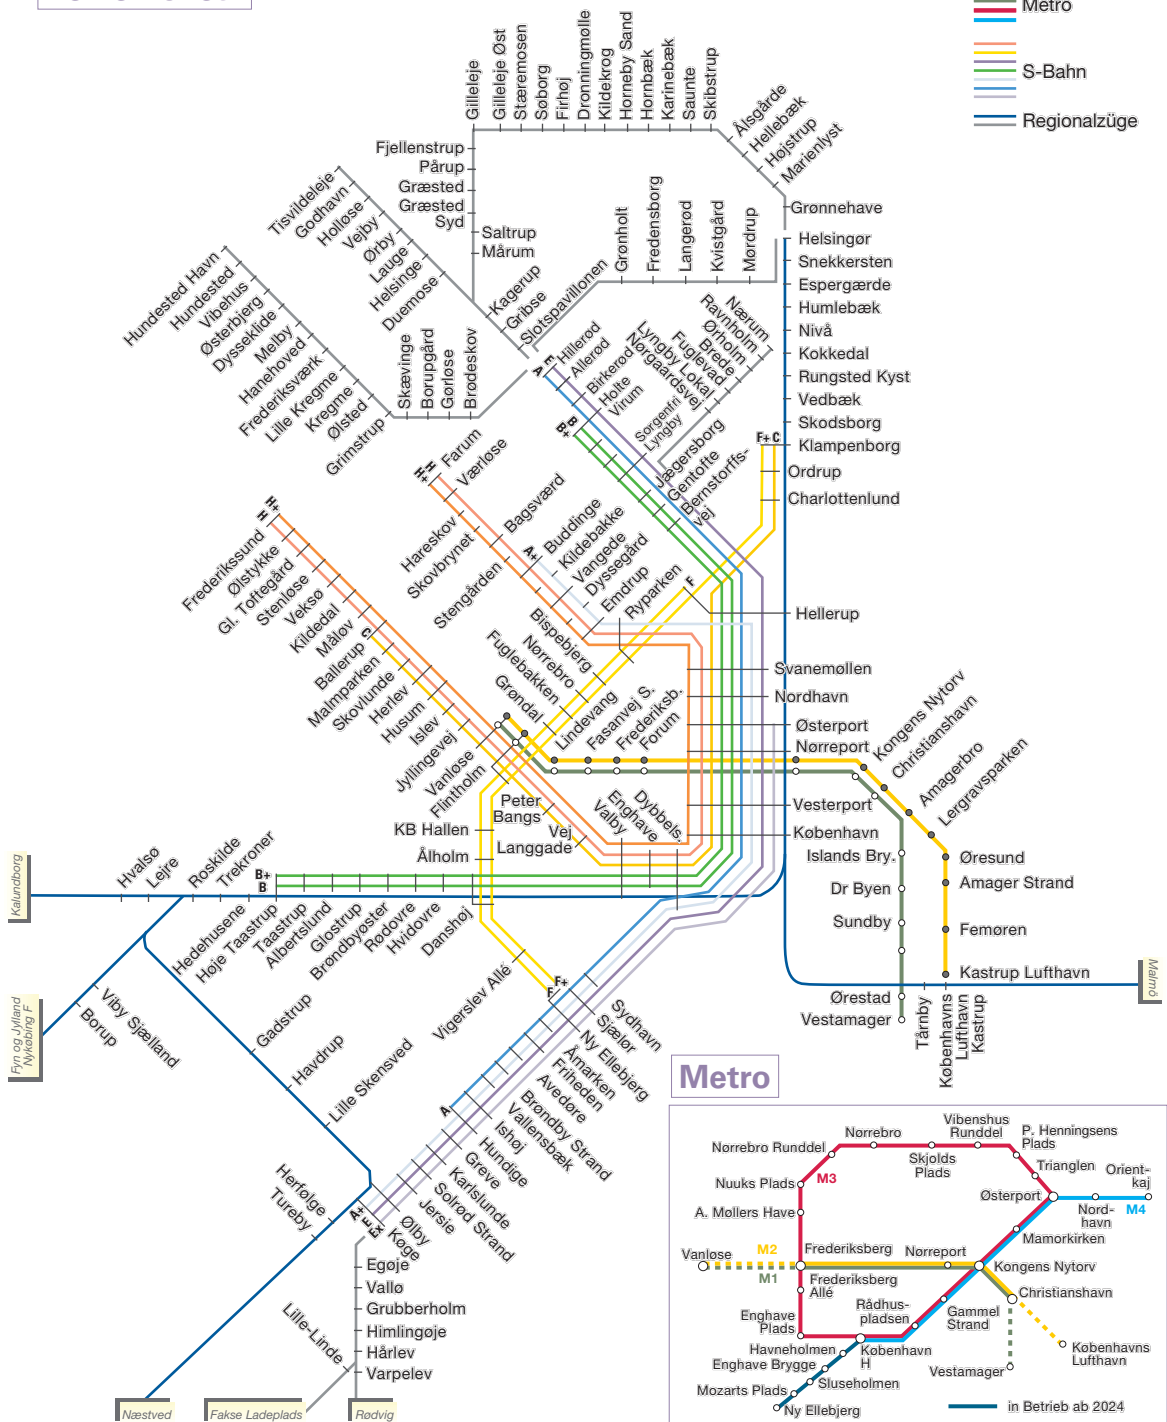 Metro
S-Bahn
Regionalzüge
Gilleleje
Gilleleje Øst
Stæremosen
Søborg
Firhøj
Dronningmølle
Kildekrog
Horneby Sand
Hornbæk
Karinebæk
Saunte
Skibstrup
Ålsgårde
Hellebæk
Højstrup
Marienlyst
Grønnehave
Fjellenstrup
Pårup
Græsted
Græsted
Syd
Saltrup
Mårum
Kagerup
Gribse
Slotspavillonen
Tisvildeleje
Godhavn
Holløse
Vejby
Ørby
Lauge
Helsinge
Duemose
Grønholt
Fredensborg
Langerød
Kvistgård
Mørdrup
Hundested Havn
Hundested
Vibehus
Østerbjerg
Dysseklide
Melby
Hanehoved
Frederiksværk
Lille Kregme
Kregme
Ølsted
Grimstrup
Skævinge
Borupgård
Gørløse
Brødeskov
Helsingør
Snekkersten
Espergærde
Humlebæk
Nivå
Kokkedal
Rungsted Kyst
Vedbæk
Skodsborg
Klampenborg
Ordrup
Charlottenlund
Hellerup
Svanemøllen
Nordhavn
Østerport
Nørreport
Vesterport
København
E
A
Hillerød
Allerød
Birkerød
Holte
Virum
Sorgenfri
Lyngby
Jægersborg
Gentofte
Bernstorffs-
vej
B
B+
Nærum
Ravnholm
Ørholm
Brede
Fuglevad
Lyngby Lokal
Nørgaardsvej
F+ C
F
H
H+
Farum
Værløse
Hareskov
Skovbrynet
Bagsværd
Stengården
A+
Buddinge
Kildebakke
Vangede
Dyssegård
Emdrup
Ryparken
Bispebjerg
Nørrebro
Fuglebakken
Grøndal
H+
H
Frederikssund
Ølstykke
Gl. Toftegård
Stenløse
Veksø
Kildedal
Måløv
C
Ballerup
Malmparken
Skovlunde
Herlev
Husum
Islev
Jyllingevej
Vanløse
Flintholm
Peter
Bangs
Vej
Langgade
KB Hallen
Ålholm
Lindevang
Fasanvej S.
Frederiksb.
Forum
Valby
Enghave
Dybbels.
Kongens Nytorv
Christianshavn
Amagerbro
Lergravsparken
Øresund
Amager Strand
Femøren
Kastrup Lufthavn
Islands Bry.
Dr Byen
Sundby
Ørestad
Vestamager
Tårnby
Københavns
Lufthavn
Kastrup
Malmö
Kalundborg
Hvalsø
Lejre
Roskilde
Trekroner
B+
B
Hedehusene
Høje Taastrup
Taastrup
Albertslund
Glostrup
Brøndbyøster
Rødovre
Hvidovre
Danshøj
Vigerslev Allé
F+
F
Fyn og Jylland
Nykøbing F
Viby Sjælland
Borup
Gadstrup
Havdrup
Lille Skensved
Sydhavn
Sjælør
Ny Ellebjerg
Åmarken
Friheden
Avedøre
Brøndby Strand
Vallensbæk
Ishøj
Hundige
Greve
Karlslunde
Solrød Strand
Jersie
Ølby
Køge
A
A+
E
Ex
Herfølge
Tureby
Egøje
Vallø
Grubberholm
Himlingøje
Hårlev
Varpelev
Lille-Linde
Næstved
Fakse Ladeplads
Rødvig
Metro
Nørrebro Runddel
Nørrebro
Vibenshus
Runddel
Skjolds
Plads
P. Henningsens
Plads
Trianglen
Orient-
kaj
Nuuks Plads
M3
Østerport
Nord-
havn
M4
A. Møllers Have
Mamorkirken
Vanløse
M2
M1
Frederiksberg
Nørreport
Kongens Nytorv
Frederiksberg
Allé
Christianshavn
Rådhus-
pladsen
Gammel
Strand
Enghave
Plads
Havneholmen
København
H
Københavns
Lufthavn
Enghave Brygge
Sluseholmen
Vestamager
Mozarts Plads
Ny Ellebjerg
in Betrieb ab 2024